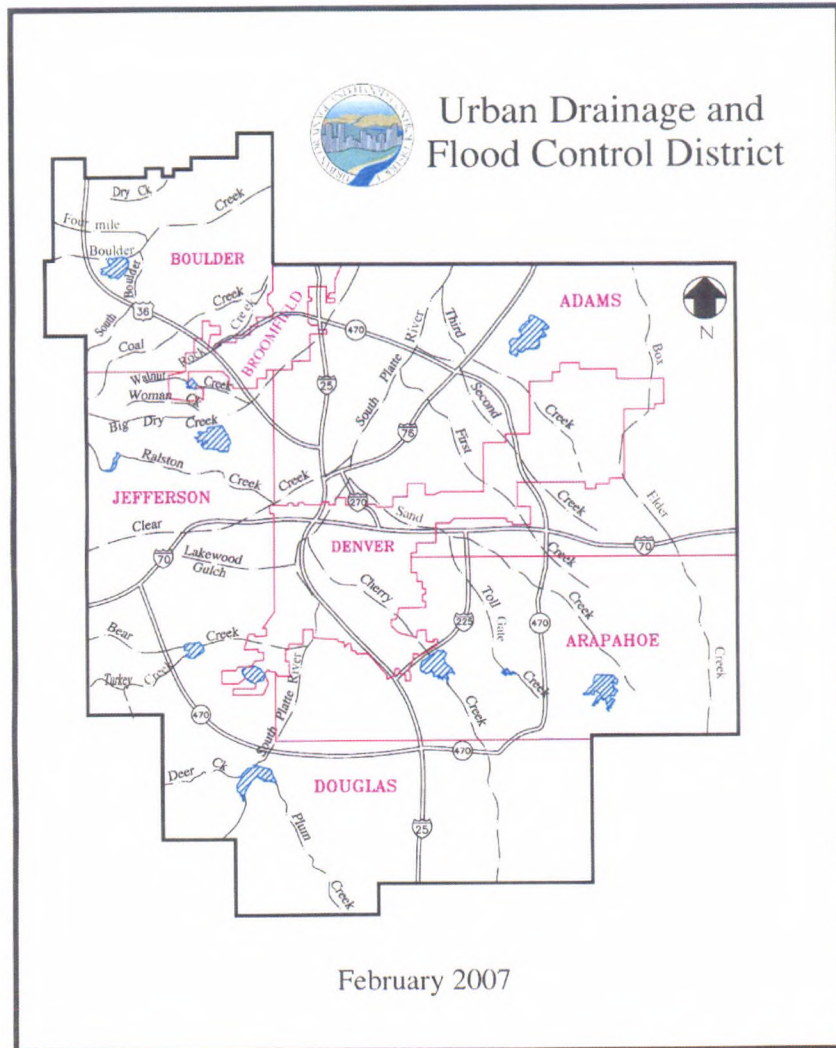 Urban Drainage and
Flood Control District
Dry Ck
Creek
Four mile
Boulder
BOULDER
South Boulder
36
Creek
Coal
Rock Creek
BROOMFIELD
470
25
South Platte River
Third
ADAMS
N
Box
Walnut Creek
Woman Ck
Big Dry Creek
76
Second
First
Creek
Ralston
Creek
Creek
JEFFERSON
270
Sand
Creek
Elder
Clear
DENVER
70
70
Lakewood
Gulch
Cherry
Creek
Toll Gate
225
Creek
470
ARAPAHOE
Bear
Creek
Turkey
Creek
Creek
Creek
Creek
470
South Platte River
470
Deer Ck
DOUGLAS
Plum
25
Creek
February 2007